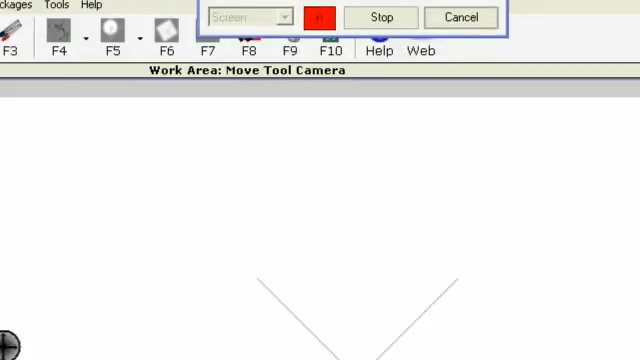 ckages Tools Help
Screen Stop Cancel
F3 F4 F5 F6 F7 F8 F9 F10 Help Web
Work Area: Move Tool Camera